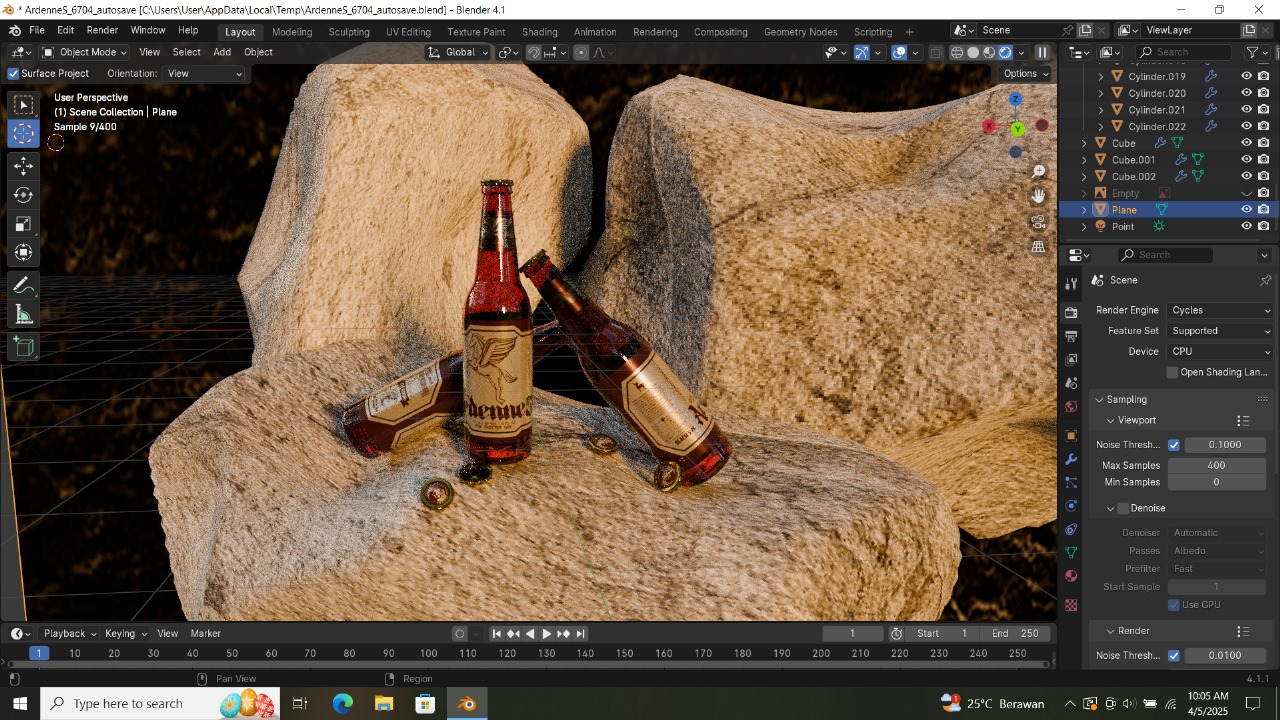 * ArdenneS_6704_autosave [C:\Users\User\AppData\Local\Temp\ArdenneS_6704_autosave.blend] - Blender 4.1
File Edit Render Window Help
Layout Modeling Sculpting UV Editing Texture Paint Shading Animation Rendering Compositing Geometry Nodes Scripting +
Scene ViewLayer
Object Mode View Select Add Object Global
Search
Surface Project Orientation: View Options
User Perspective
(1) Scene Collection | Plane
Sample 9/400
Z
X
Y
Cylinder.019
Cylinder.020
Cylinder.021
Cylinder.022
Cube
Cube.001
Cube.002
Empty
Plane
Point
Search
Scene
Render Engine Cycles
Feature Set Supported
Device CPU
Open Shading Lan...
Sampling
Viewport
Noise Thresh... 0.1000
Max Samples 400
Min Samples 0
Denoise
Denoiser Automatic
Passes Albedo
Prefilter Fast
Start Sample 1
Use GPU
Render
Noise Thresh... 0.0100
Playback Keying View Marker 1 Start 1 End 250
1 10 20 30 40 50 60 70 80 90 100 110 120 130 140 150 160 170 180 190 200 210 220 230 240 250
Pan View Region 4.1.1
Type here to search
25°C Berawan
10:05 AM
4/5/2025